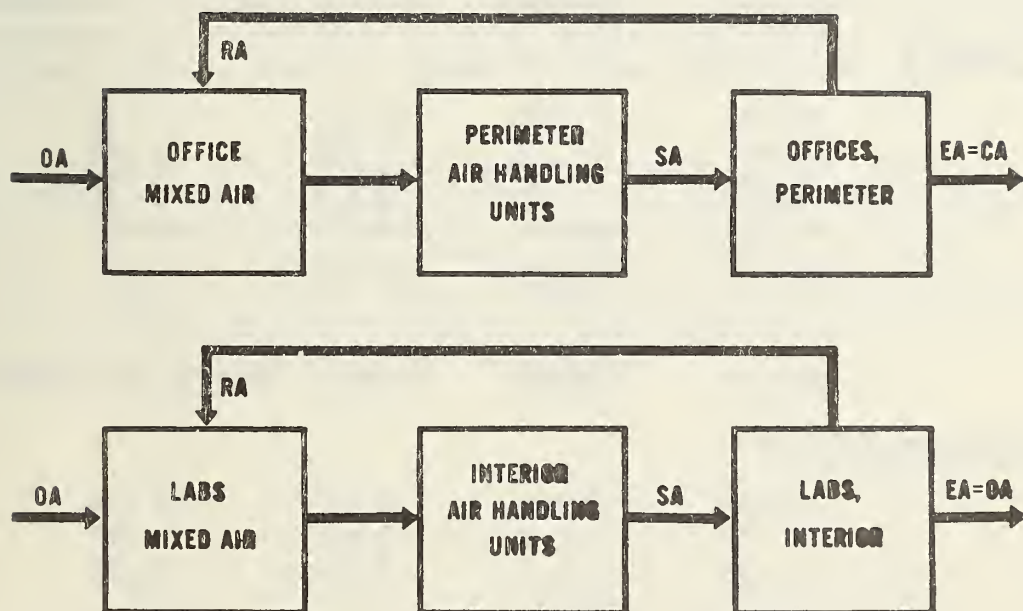 RA
OA
OFFICE
MIXED AIR
PERIMETER
AIR HANDLING
UNITS
SA
OFFICES,
PERIMETER
EA=CA
RA
OA
LABS
MIXED AIR
INTERIOR
AIR HANDLING
UNITS
SA
LABS,
INTERIOR
EA=OA